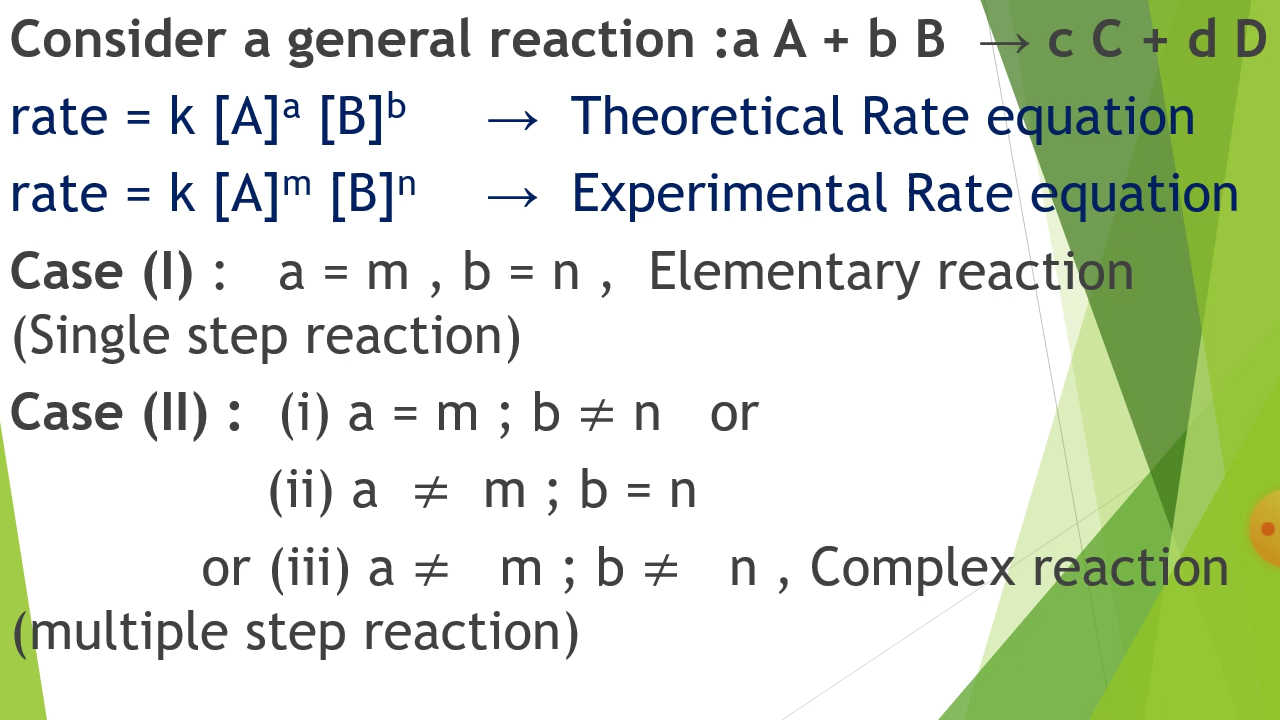 Consider a general reaction :a A + b B → c C + d D
rate = k [A]ᵃ [B]ᵇ → Theoretical Rate equation
rate = k [A]ᵐ [B]ⁿ → Experimental Rate equation
Case (I) : a = m , b = n , Elementary reaction
(Single step reaction)
Case (II) : (i) a = m ; b ≠ n or
(ii) a ≠ m ; b = n
or (iii) a ≠ m ; b ≠ n , Complex reaction
(multiple step reaction)